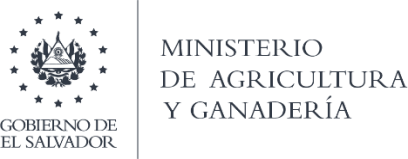 GOBIERNO DE
EL SALVADOR
MINISTERIO
DE AGRICULTURA
Y GANADERÍA